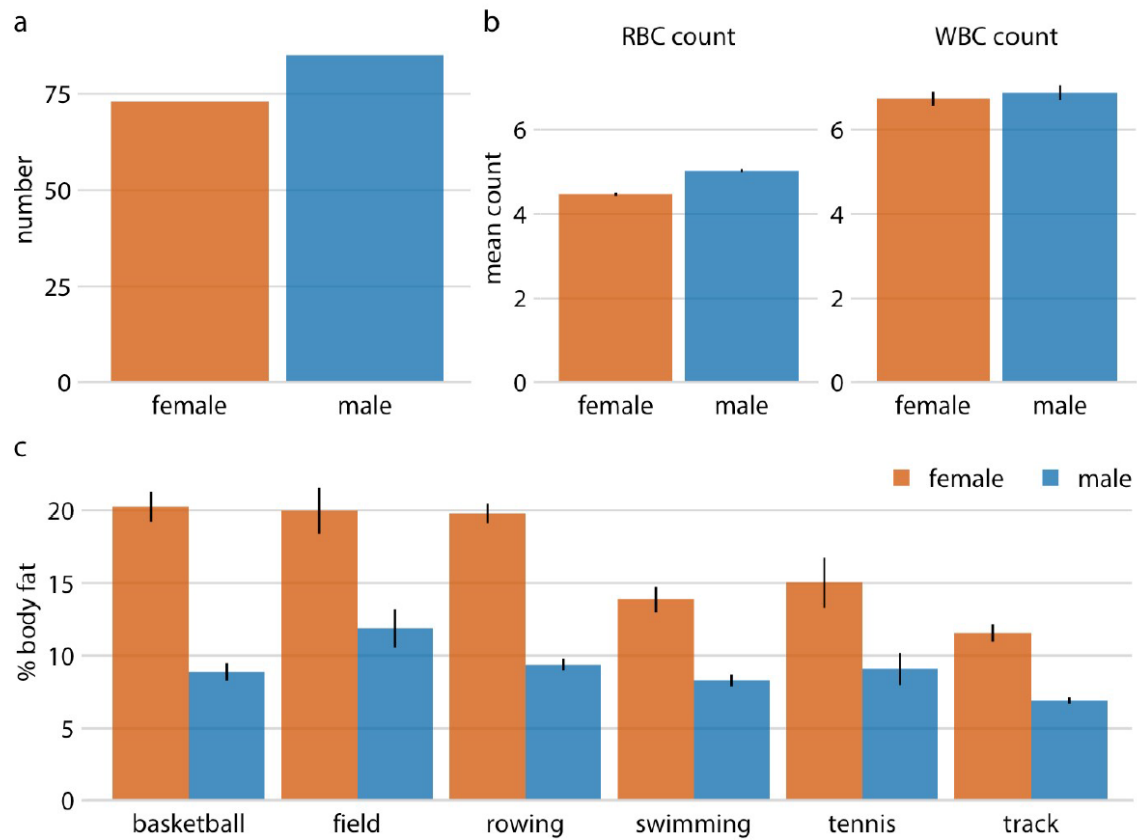 a
number
75
50
25
0
female male
b
RBC count WBC count
mean count
6
4
2
0
female male
6
4
2
0
female male
c
female male
% body fat
20
15
10
5
0
basketball field rowing swimming tennis track